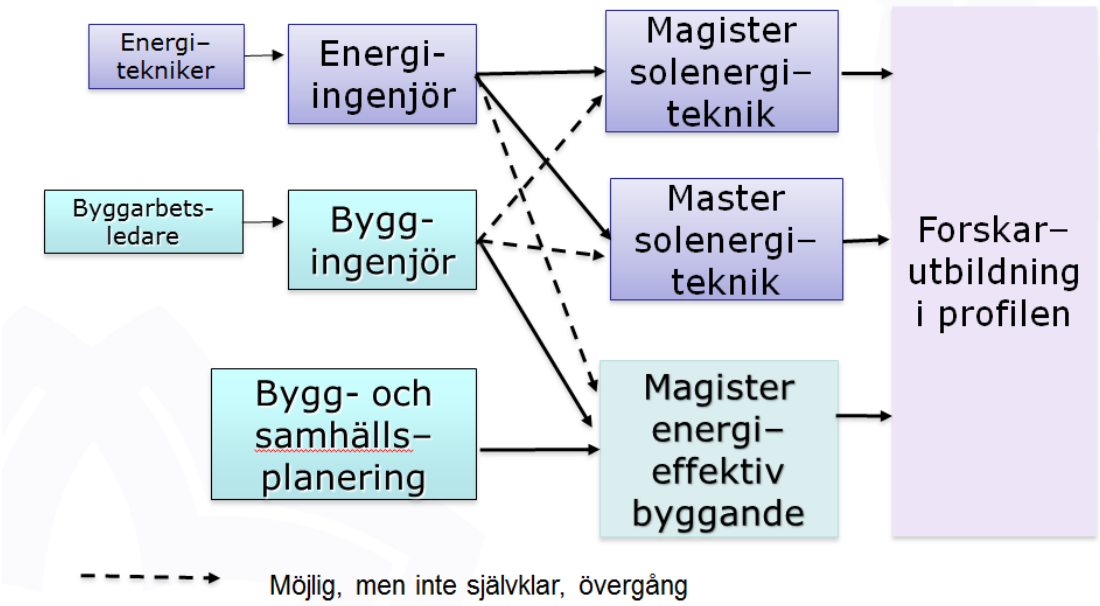 Energi–
tekniker
Energi-
ingenjör
Magister
solenergi–
teknik
Byggarbets-
ledare
Bygg-
ingenjör
Master
solenergi–
teknik
Forskar–
utbildning
i profilen
Bygg- och
samhälls–
planering
Magister
energi–
effektiv
byggande
Möjlig, men inte självklar, övergång